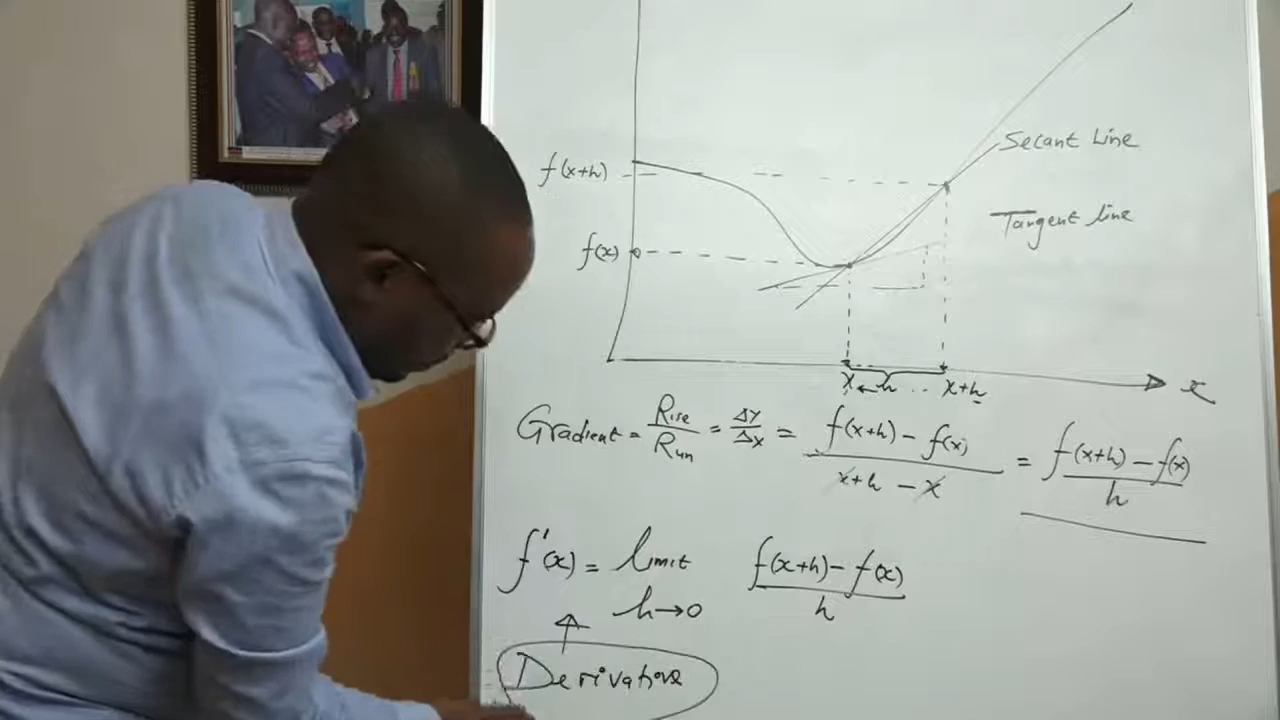 Secant Line
f(x+h)
Tangent line
f(x)
x ← h .. x+h
x
Gradient = Rise/Run = ΔY/Δx = f(x+h) - f(x)/x+h - x = f(x+h) - f(x)/h
f'(x) = limit h→0 f(x+h) - f(x)/h
Derivative